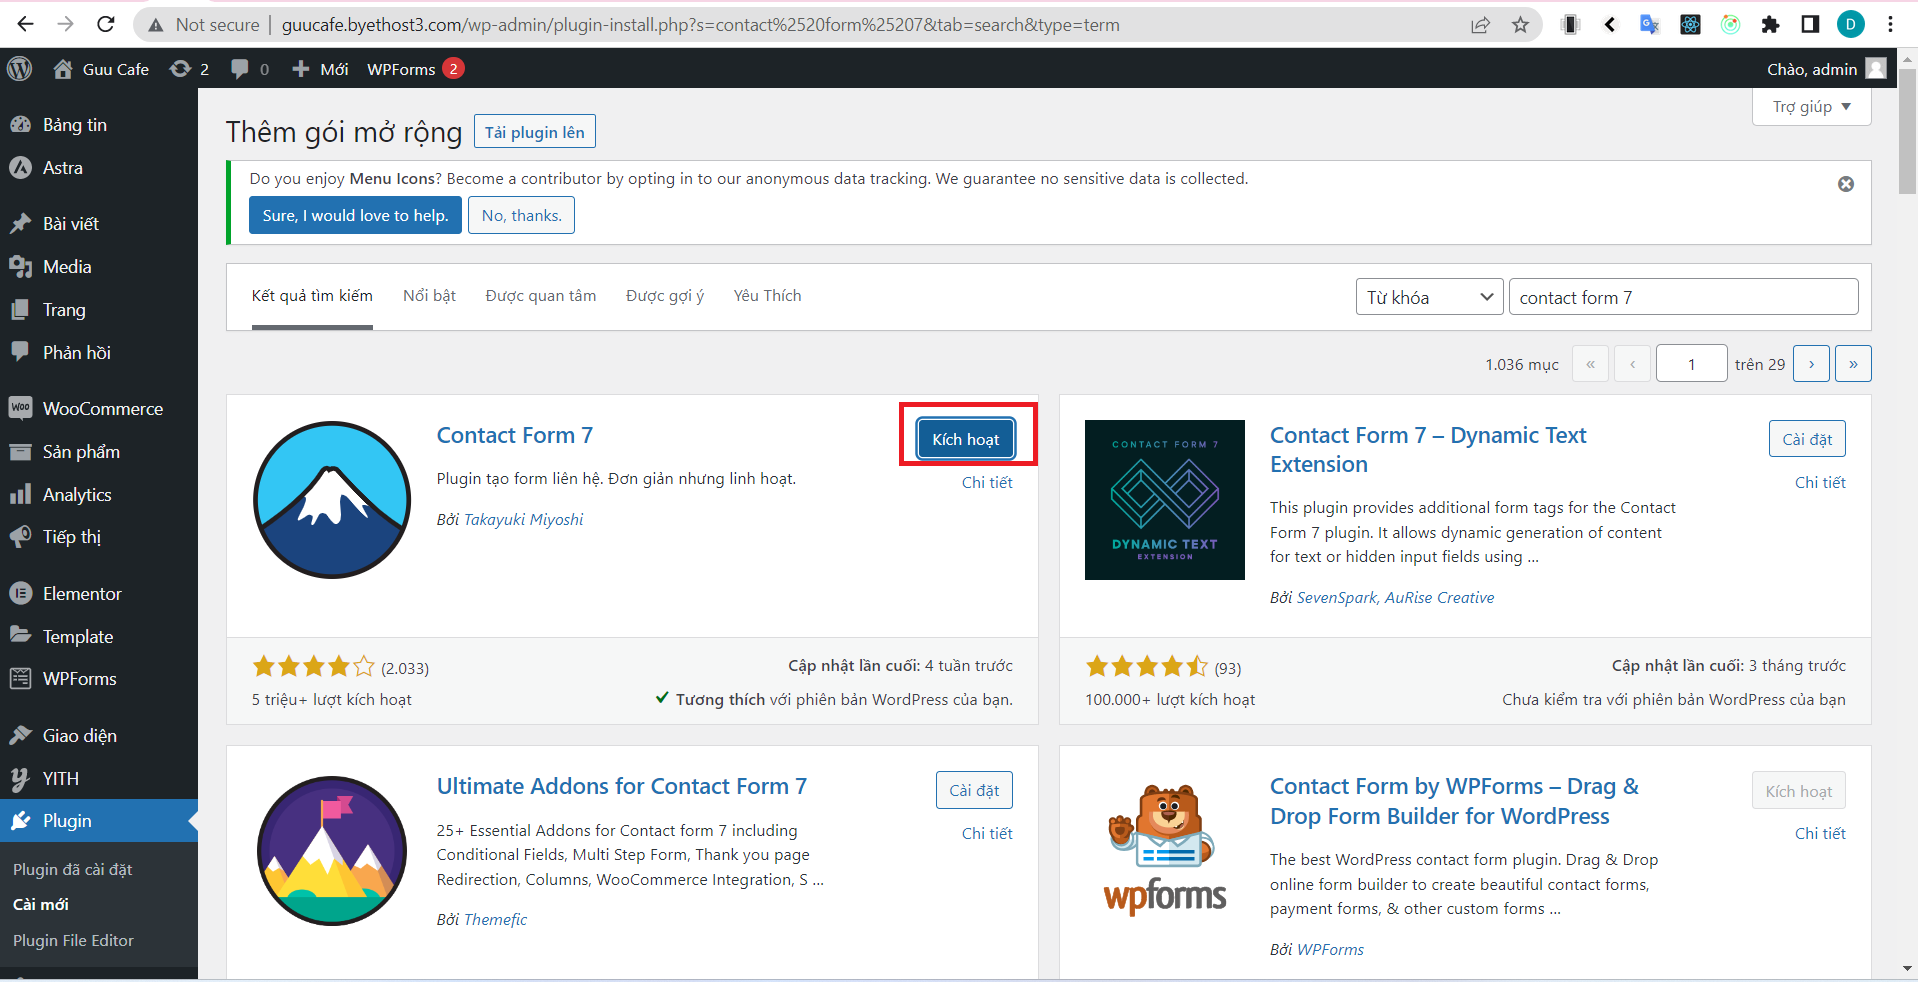 Not secure
guucafe.byethost3.com/wp-admin/plugin-install.php?s=contact%2520form%25207&tab=search&type=term
D
Guu Cafe
2
0
Mới
WPForms
2
Chào, admin
Trợ giúp
Bảng tin
Astra
Bài viết
Media
Trang
Phản hồi
Woo
WooCommerce
Sản phẩm
Analytics
Tiếp thị
Elementor
Template
WPForms
Giao diện
YITH
Plugin
Plugin đã cài đặt
Cài mới
Plugin File Editor
Thêm gói mở rộng
Tải plugin lên
Do you enjoy Menu Icons? Become a contributor by opting in to our anonymous data tracking. We guarantee no sensitive data is collected.
Sure, I would love to help.
No, thanks.
Kết quả tìm kiếm
Nổi bật
Được quan tâm
Được gợi ý
Yêu Thích
Từ khóa
contact form 7
1.036 mục
«
‹
1
trên 29
›
»
Contact Form 7
Kích hoạt
Chi tiết
Plugin tạo form liên hệ. Đơn giản nhưng linh hoạt.
Bởi Takayuki Miyoshi
(2.033)
Cập nhật lần cuối: 4 tuần trước
5 triệu+ lượt kích hoạt
Tương thích với phiên bản WordPress của bạn.
CONTACT FORM 7
DYNAMIC TEXT
EXTENSION
Contact Form 7 – Dynamic Text
Extension
Cài đặt
Chi tiết
This plugin provides additional form tags for the Contact
Form 7 plugin. It allows dynamic generation of content
for text or hidden input fields using ...
Bởi SevenSpark, AuRise Creative
(93)
Cập nhật lần cuối: 3 tháng trước
100.000+ lượt kích hoạt
Chưa kiểm tra với phiên bản WordPress của bạn
Ultimate Addons for Contact Form 7
Cài đặt
Chi tiết
25+ Essential Addons for Contact form 7 including
Conditional Fields, Multi Step Form, Thank you page
Redirection, Columns, WooCommerce Integration, S ...
Bởi Themefic
wpforms
Contact Form by WPForms – Drag &
Drop Form Builder for WordPress
Kích hoạt
Chi tiết
The best WordPress contact form plugin. Drag & Drop
online form builder to create beautiful contact forms,
payment forms, & other custom forms ...
Bởi WPForms